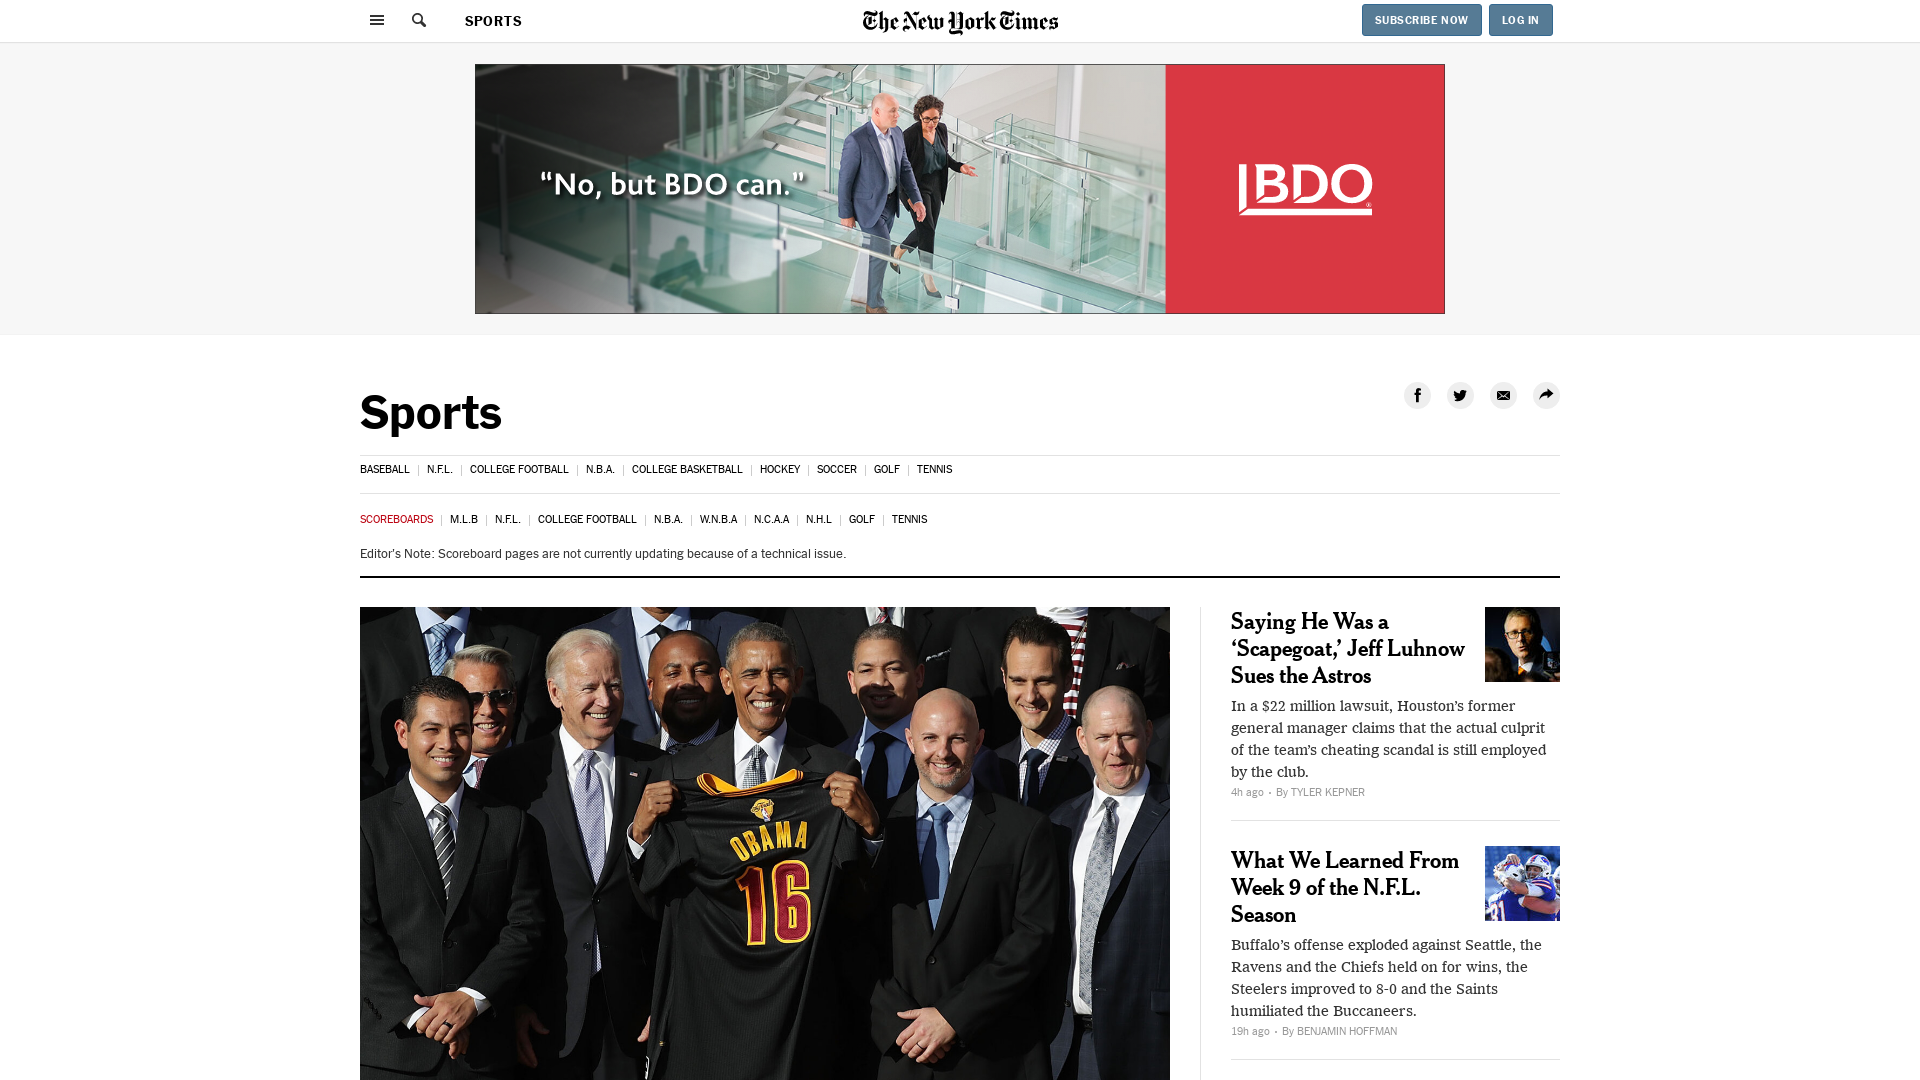 SPORTS
The New York Times
SUBSCRIBE NOW
LOG IN
“No, but BDO can.”
BDO
Sports
BASEBALL
N.F.L.
COLLEGE FOOTBALL
N.B.A.
COLLEGE BASKETBALL
HOCKEY
SOCCER
GOLF
TENNIS
SCOREBOARDS
M.L.B
N.F.L.
COLLEGE FOOTBALL
N.B.A.
W.N.B.A
N.C.A.A
N.H.L
GOLF
TENNIS
Editor's Note: Scoreboard pages are not currently updating because of a technical issue.
OBAMA
16
Saying He Was a
‘Scapegoat,’ Jeff Luhnow
Sues the Astros
In a $22 million lawsuit, Houston’s former
general manager claims that the actual culprit
of the team’s cheating scandal is still employed
by the club.
4h ago • By TYLER KEPNER
What We Learned From
Week 9 of the N.F.L.
Season
Buffalo’s offense exploded against Seattle, the
Ravens and the Chiefs held on for wins, the
Steelers improved to 8-0 and the Saints
humiliated the Buccaneers.
19h ago • By BENJAMIN HOFFMAN